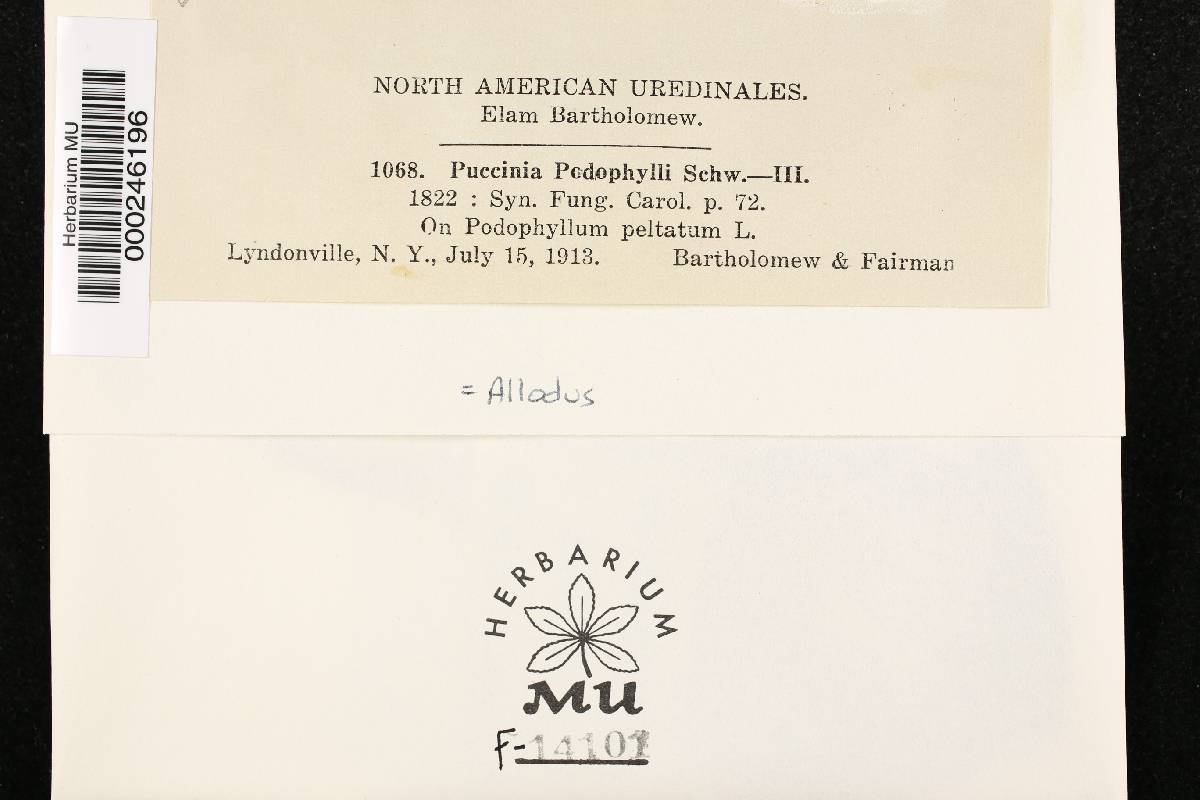 Herbarium MU
000246196
NORTH AMERICAN UREDINALES.
Elam Bartholomew.
1068. Puccinia Podophylli Schw.—III.
1822 : Syn. Fung. Carol. p. 72.
On Podophyllum peltatum L.
Lyndonville, N. Y., July 15, 1913. Bartholomew & Fairman
= Allodus
HERBARIUM
MU